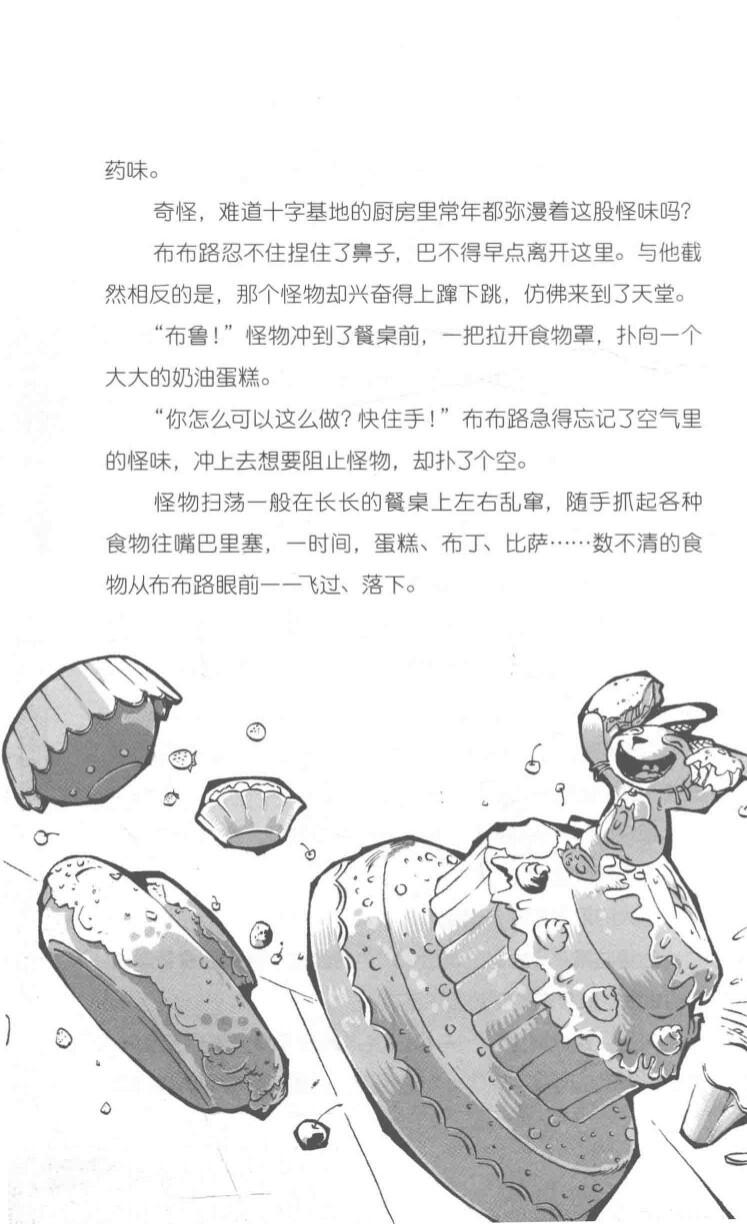 药味。
奇怪，难道十字基地的厨房里常年都弥漫着这股怪味吗？
布布路忍不住捏住了鼻子，巴不得早点离开这里。与他截
然相反的是，那个怪物却兴奋得上蹿下跳，仿佛来到了天堂。
“布鲁！”怪物冲到了餐桌前，一把拉开食物罩，扑向一个
大大的奶油蛋糕。
“你怎么可以这么做？快住手！”布布路急得忘记了空气里
的怪味，冲上去想要阻止怪物，却扑了个空。
怪物扫荡一般在长长的餐桌上左右乱窜，随手抓起各种
食物往嘴巴里塞，一时间，蛋糕、布丁、比萨……数不清的食
物从布布路眼前一一飞过、落下。